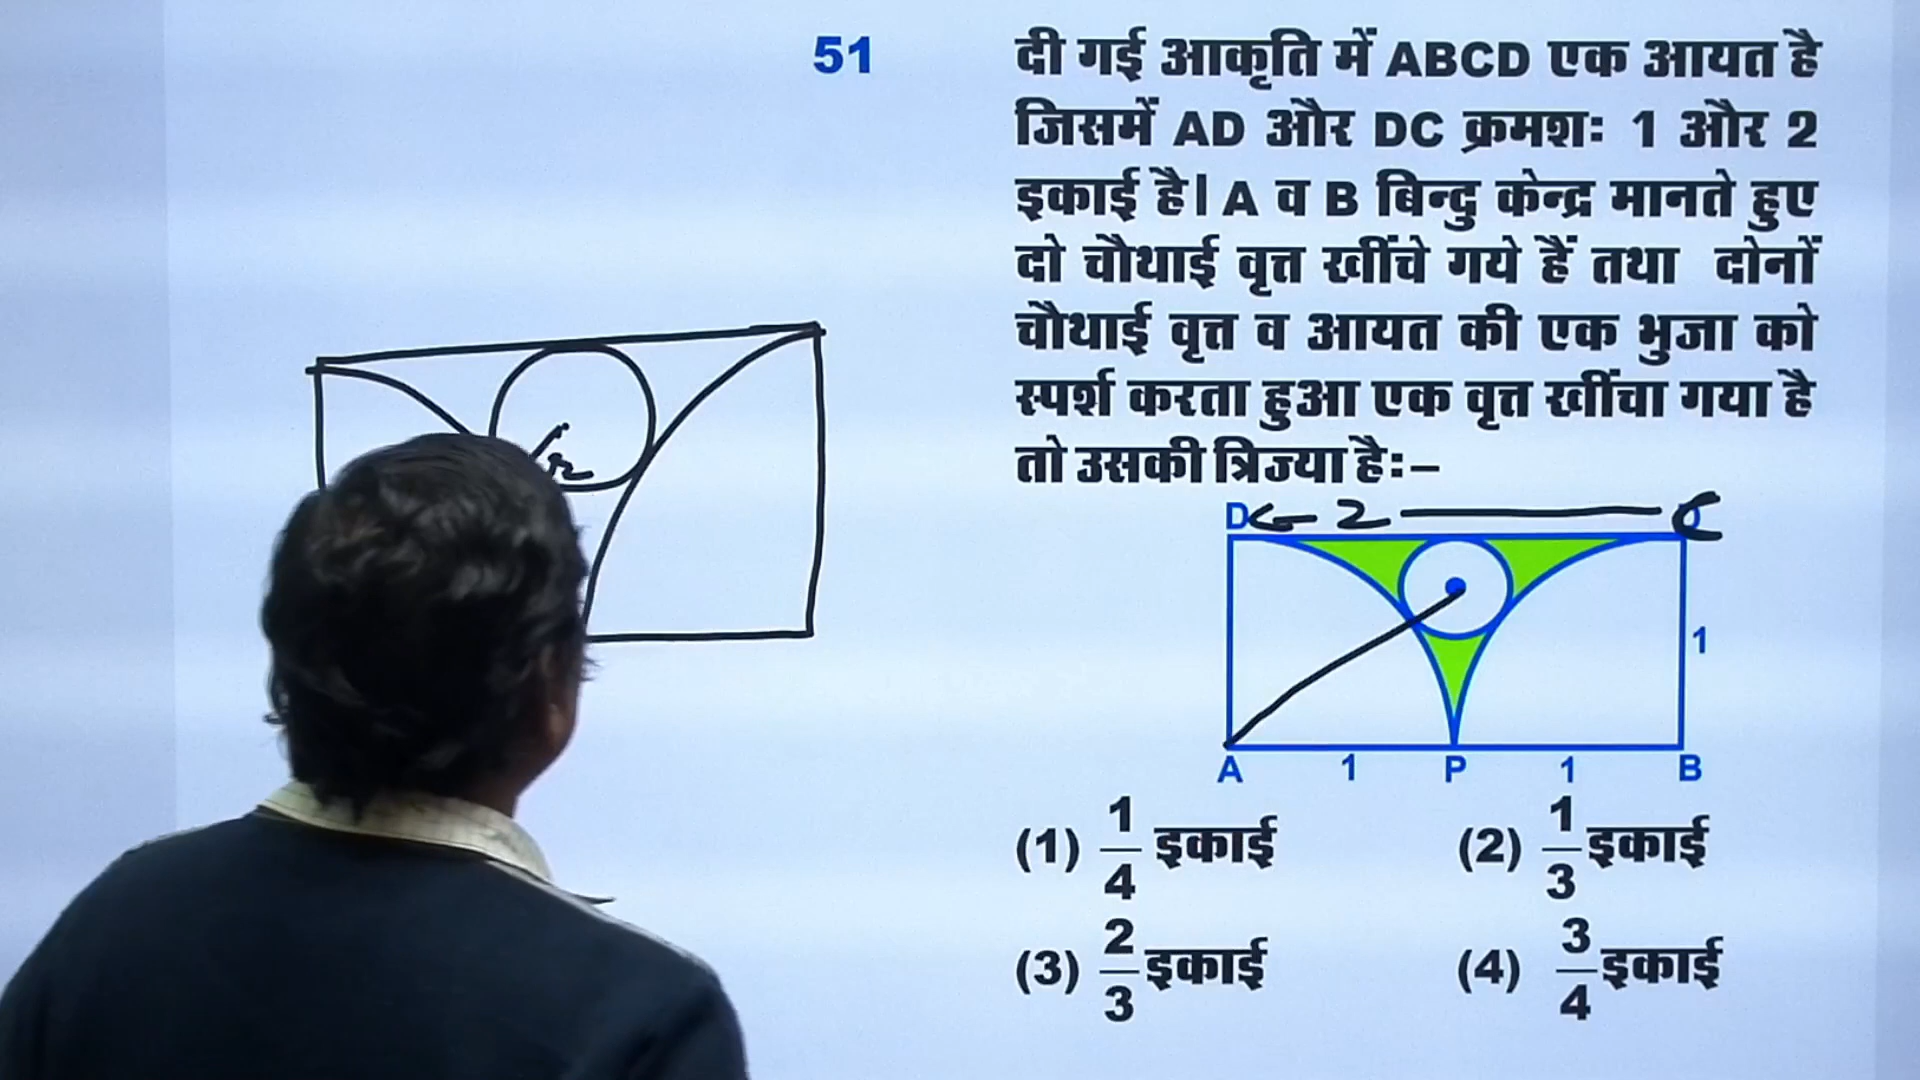 51
दी गई आकृति में ABCD एक आयत है
जिसमें AD और DC क्रमशः 1 और 2
इकाई है। A व B बिन्दु केन्द्र मानते हुए
दो चौथाई वृत्त खींचे गये हैं तथा दोनों
चौथाई वृत्त व आयत की एक भुजा को
स्पर्श करता हुआ एक वृत्त खींचा गया है
तो उसकी त्रिज्या है:–
D 2 C
r
1
A 1 P 1 B
(1) 1/4 इकाई (2) 1/3 इकाई
(3) 2/3 इकाई (4) 3/4 इकाई